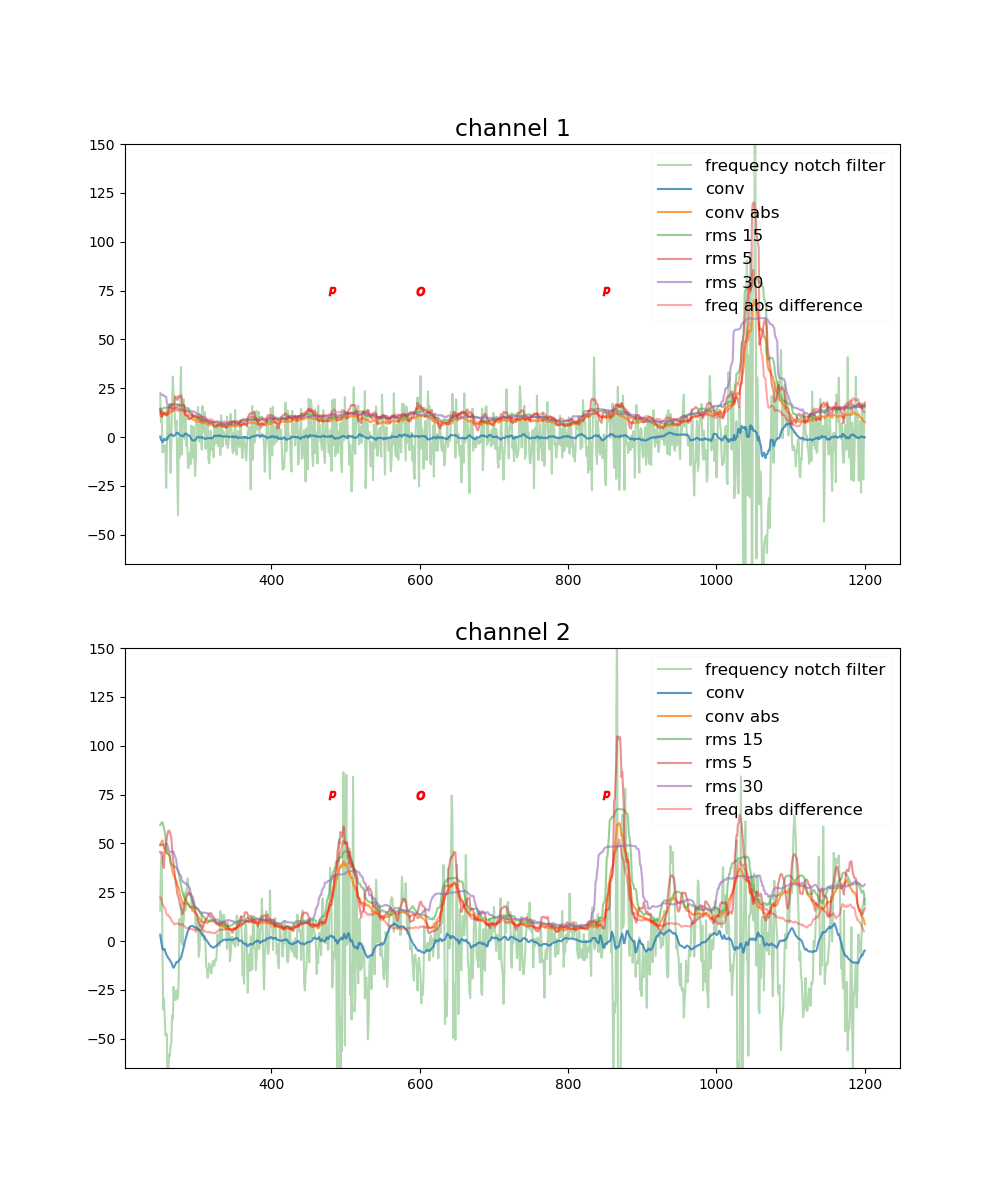 channel 1
150
125
100
75
50
25
0
−25
−50
frequency notch filter
conv
conv abs
rms 15
rms 5
rms 30
freq abs difference
P O P
400 600 800 1000 1200
channel 2
150
125
100
75
50
25
0
−25
−50
frequency notch filter
conv
conv abs
rms 15
rms 5
rms 30
freq abs difference
P O P
400 600 800 1000 1200